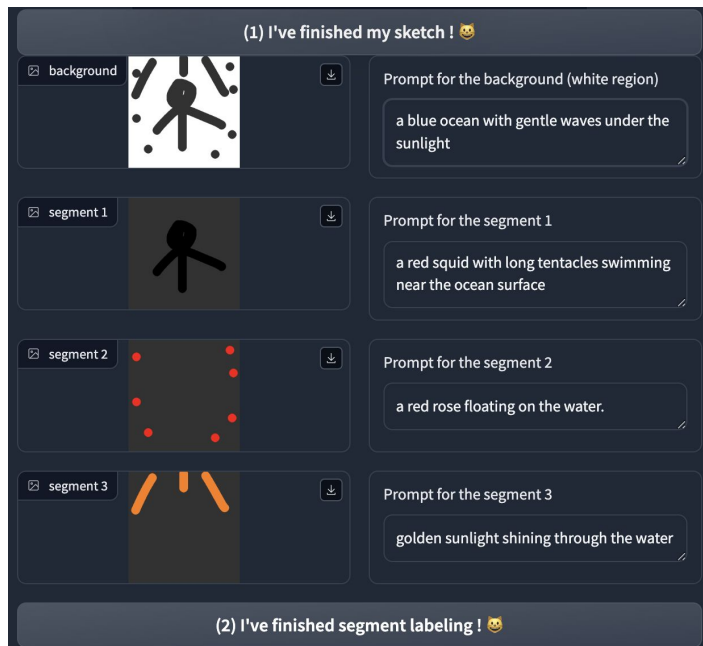 (1) I've finished my sketch ! 😺
background
Prompt for the background (white region)
a blue ocean with gentle waves under the
sunlight
segment 1
Prompt for the segment 1
a red squid with long tentacles swimming
near the ocean surface
segment 2
Prompt for the segment 2
a red rose floating on the water.
segment 3
Prompt for the segment 3
golden sunlight shining through the water
(2) I've finished segment labeling ! 😺